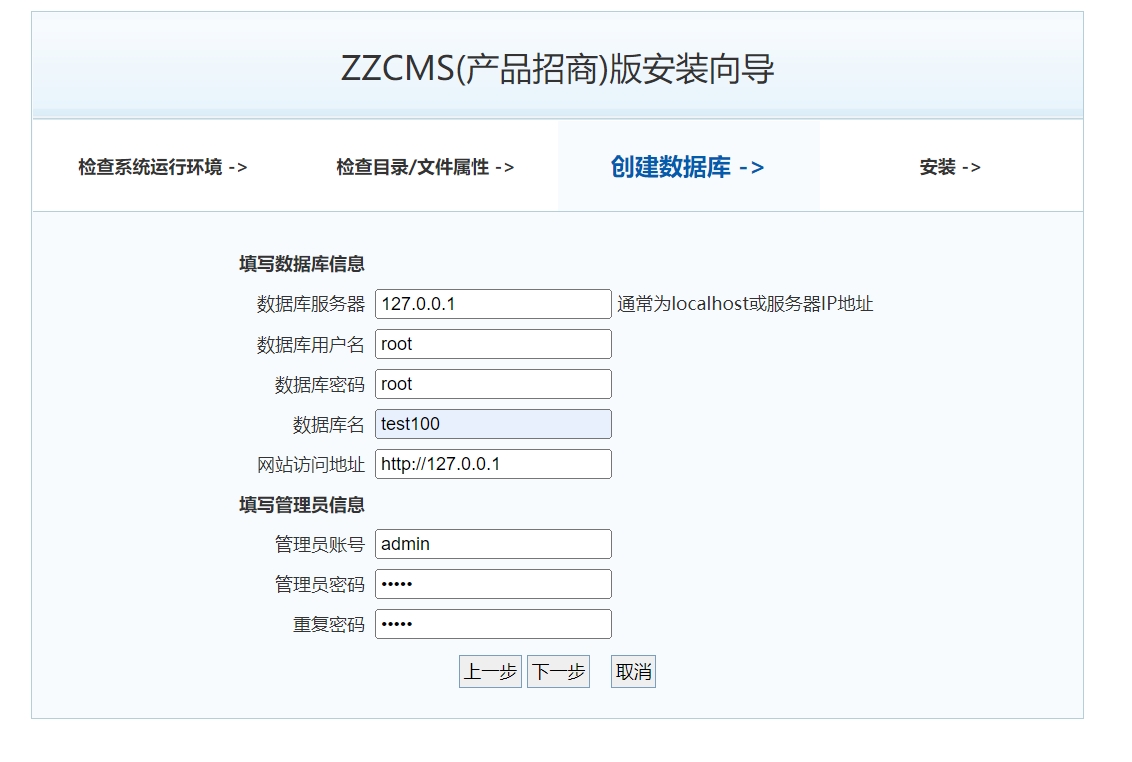 ZZCMS(产品招商)版安装向导
检查系统运行环境 -> 检查目录/文件属性 -> 创建数据库 -> 安装 ->
填写数据库信息
数据库服务器 127.0.0.1 通常为localhost或服务器IP地址
数据库用户名 root
数据库密码 root
数据库名 test100
网站访问地址 http://127.0.0.1
填写管理员信息
管理员账号 admin
管理员密码 •••••
重复密码 •••••
上一步 下一步 取消